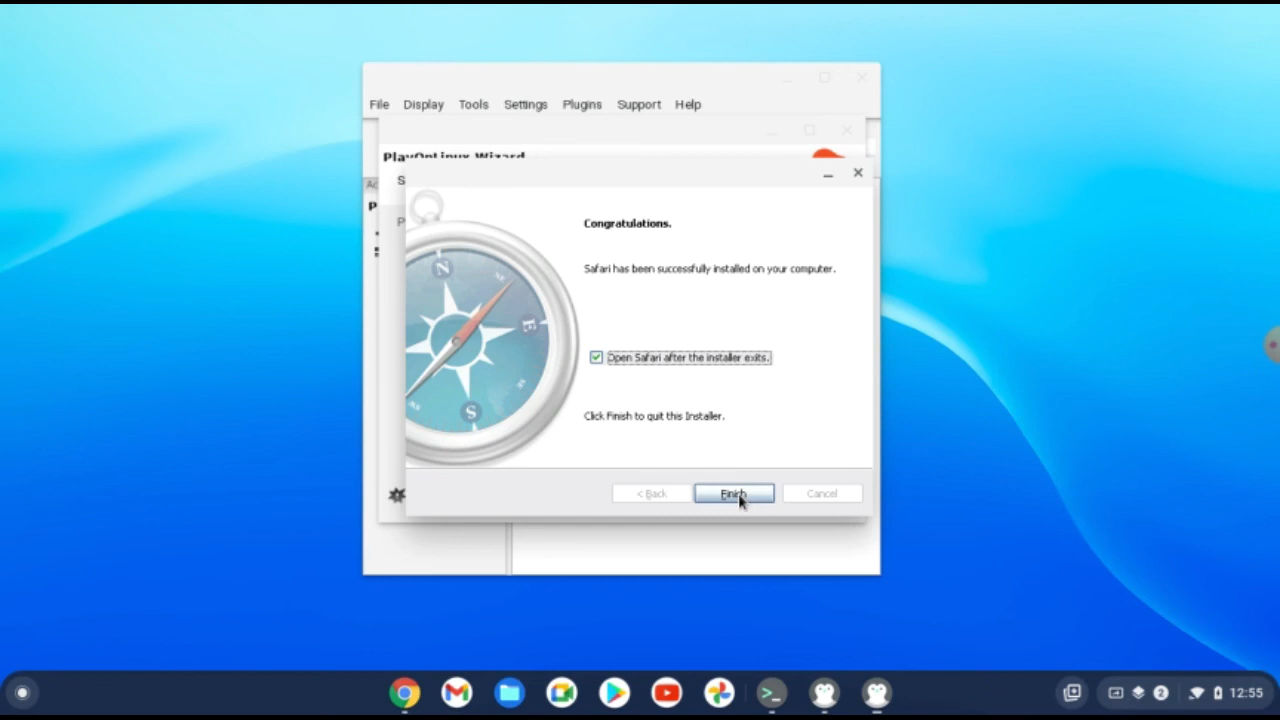 File Display Tools Settings Plugins Support Help
PlayOnLinux Wizard
Congratulations.
Safari has been successfully installed on your computer.
Open Safari after the installer exits.
Click Finish to quit this Installer.
< Back Finish Cancel
N
E
S
2 12:55